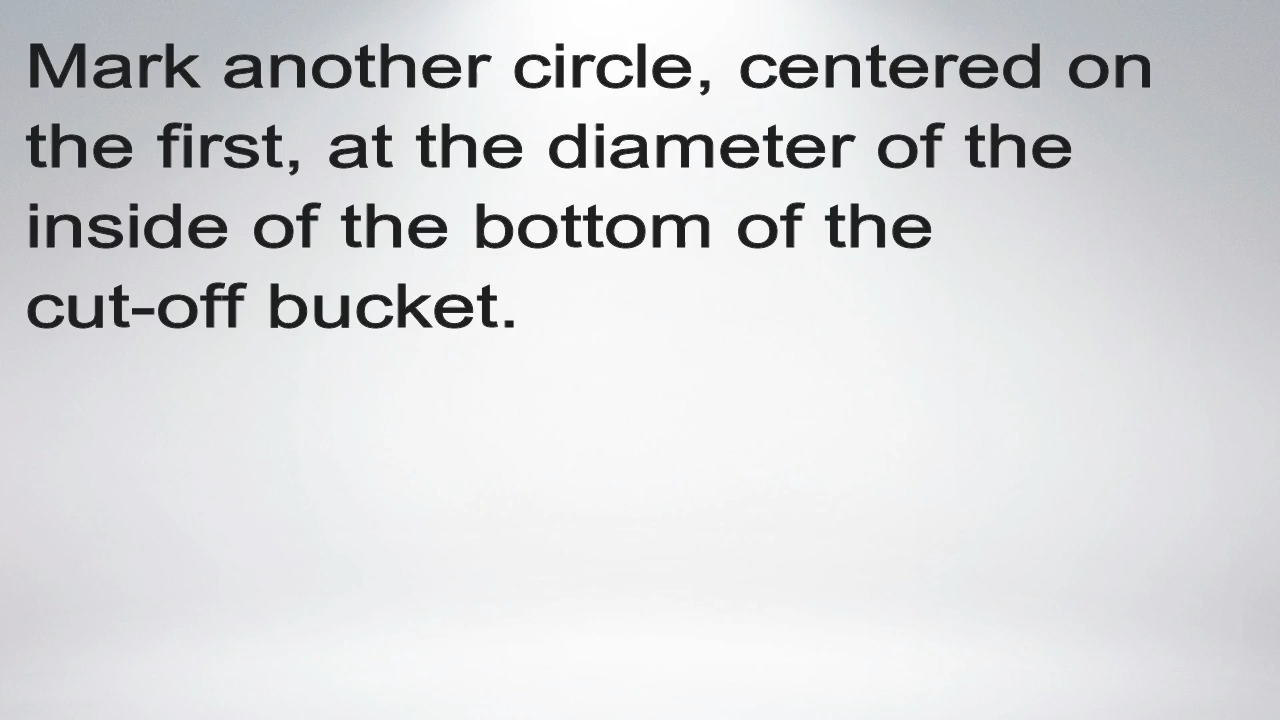 Mark another circle, centered on
the first, at the diameter of the
inside of the bottom of the
cut-off bucket.